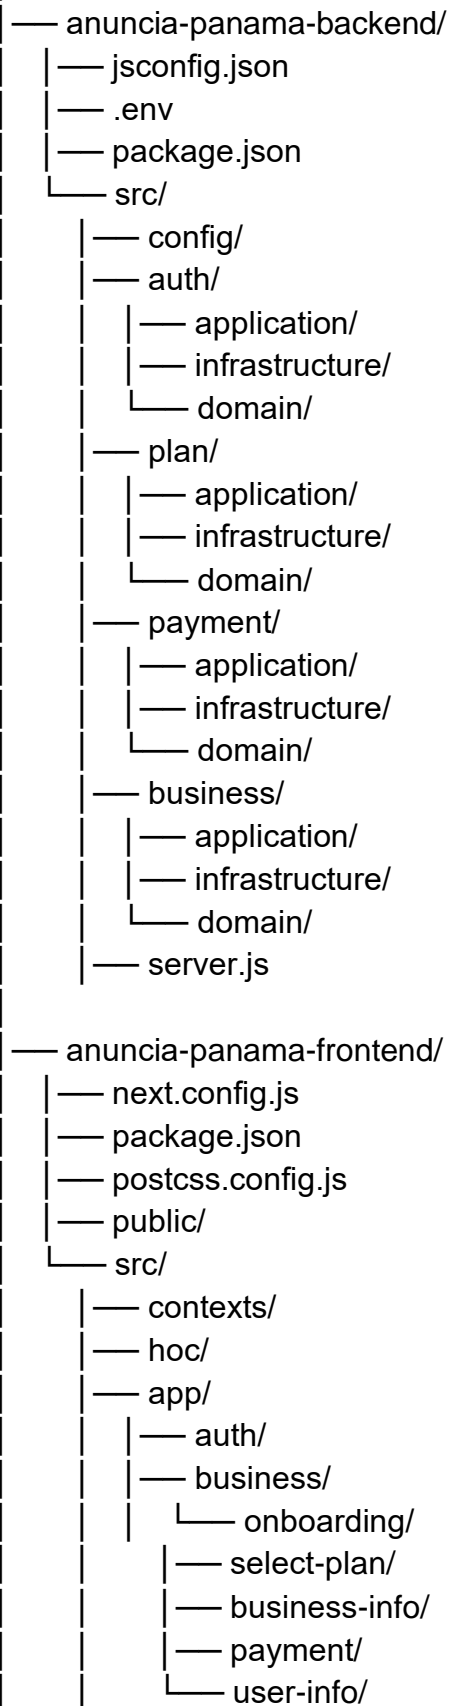 │── anuncia-panama-backend/
│   │── jsconfig.json
│   │── .env
│   │── package.json
│   └── src/
│       │── config/
│       │── auth/
│       │   │── application/
│       │   │── infrastructure/
│       │   └── domain/
│       │── plan/
│       │   │── application/
│       │   │── infrastructure/
│       │   └── domain/
│       │── payment/
│       │   │── application/
│       │   │── infrastructure/
│       │   └── domain/
│       │── business/
│       │   │── application/
│       │   │── infrastructure/
│       │   └── domain/
│       │── server.js
│
│── anuncia-panama-frontend/
│   │── next.config.js
│   │── package.json
│   │── postcss.config.js
│   │── public/
│   └── src/
│       │── contexts/
│       │── hoc/
│       │── app/
│       │   │── auth/
│       │   │── business/
│       │   │   └── onboarding/
│       │       │── select-plan/
│       │       │── business-info/
│       │       │── payment/
│       │       └── user-info/